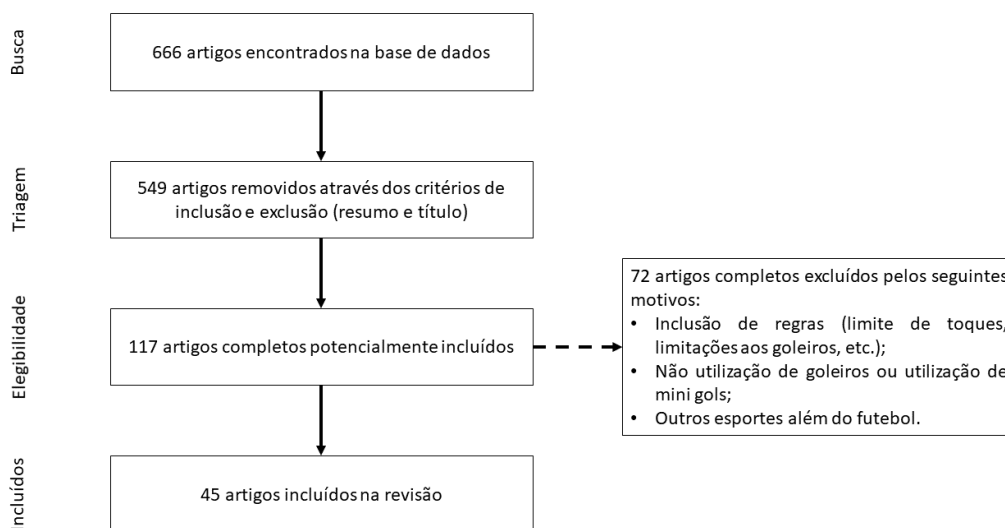 Busca
666 artigos encontrados na base de dados
Triagem
549 artigos removidos através dos critérios de
inclusão e exclusão (resumo e título)
Elegibilidade
117 artigos completos potencialmente incluídos
72 artigos completos excluídos pelos seguintes
motivos:
• Inclusão de regras (limite de toques,
limitações aos goleiros, etc.);
• Não utilização de goleiros ou utilização de
mini gols;
• Outros esportes além do futebol.
Incluídos
45 artigos incluídos na revisão